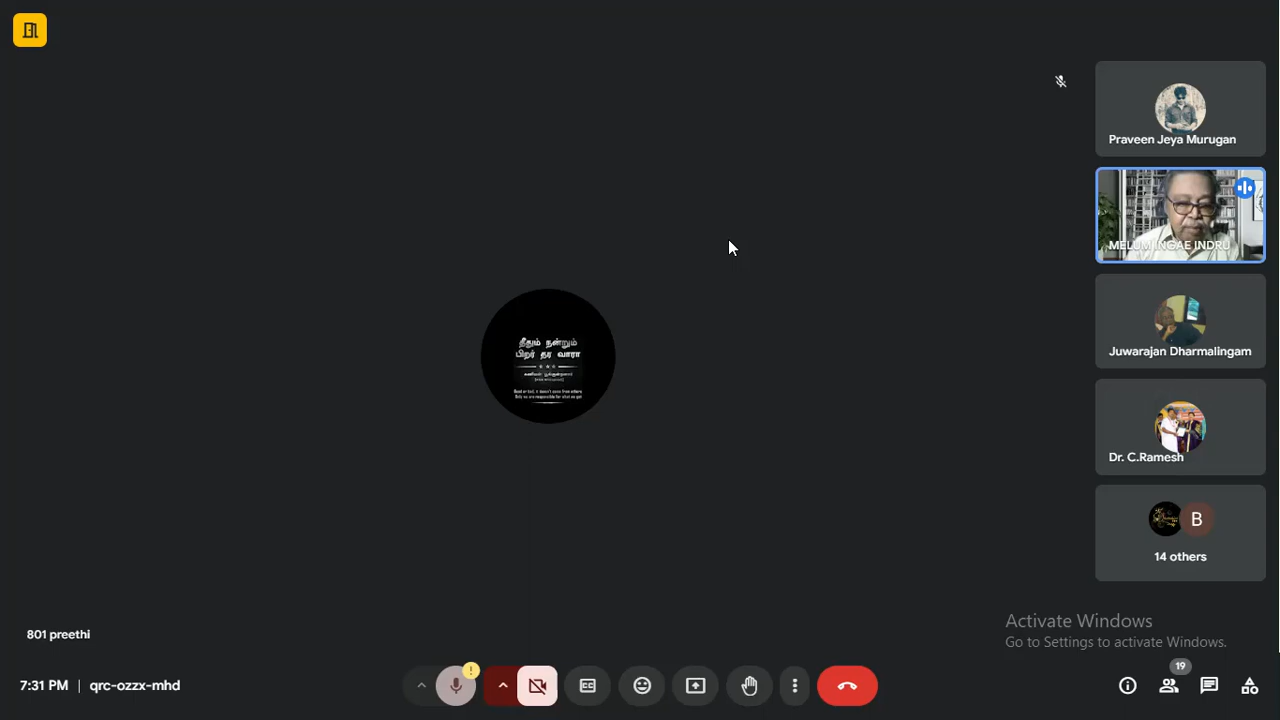 Praveen Jeya Murugan
MELUM INGAE INDRU
Juwarajan Dharmalingam
Dr. C.Ramesh
B
14 others
தீதும் நன்றும்
பிறர் தர வாரா
Activate Windows
Go to Settings to activate Windows.
801 preethi
7:31 PM | qrc-ozzx-mhd
!
CC
19